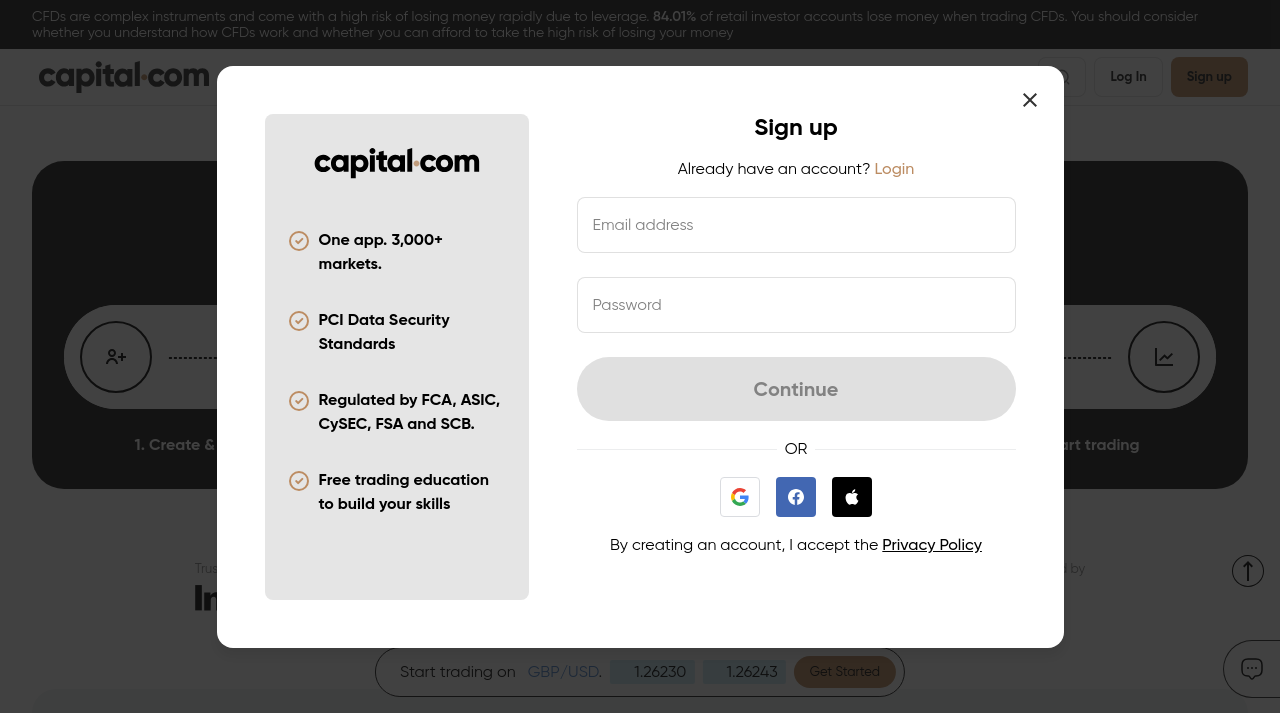 CFDs are complex instruments and come with a high risk of losing money rapidly due to leverage. 84.01% of retail investor accounts lose money when trading CFDs. You should consider
whether you understand how CFDs work and whether you can afford to take the high risk of losing your money
capital.com
Log In
Sign up
capital.com
One app. 3,000+
markets.
PCI Data Security
Standards
Regulated by FCA, ASIC,
CySEC, FSA and SCB.
Free trading education
to build your skills
Sign up
Already have an account? Login
Email address
Password
Continue
OR
By creating an account, I accept the Privacy Policy
1. Create &
trading
by
Start trading on GBP/USD. 1.26230 1.26243 Get Started